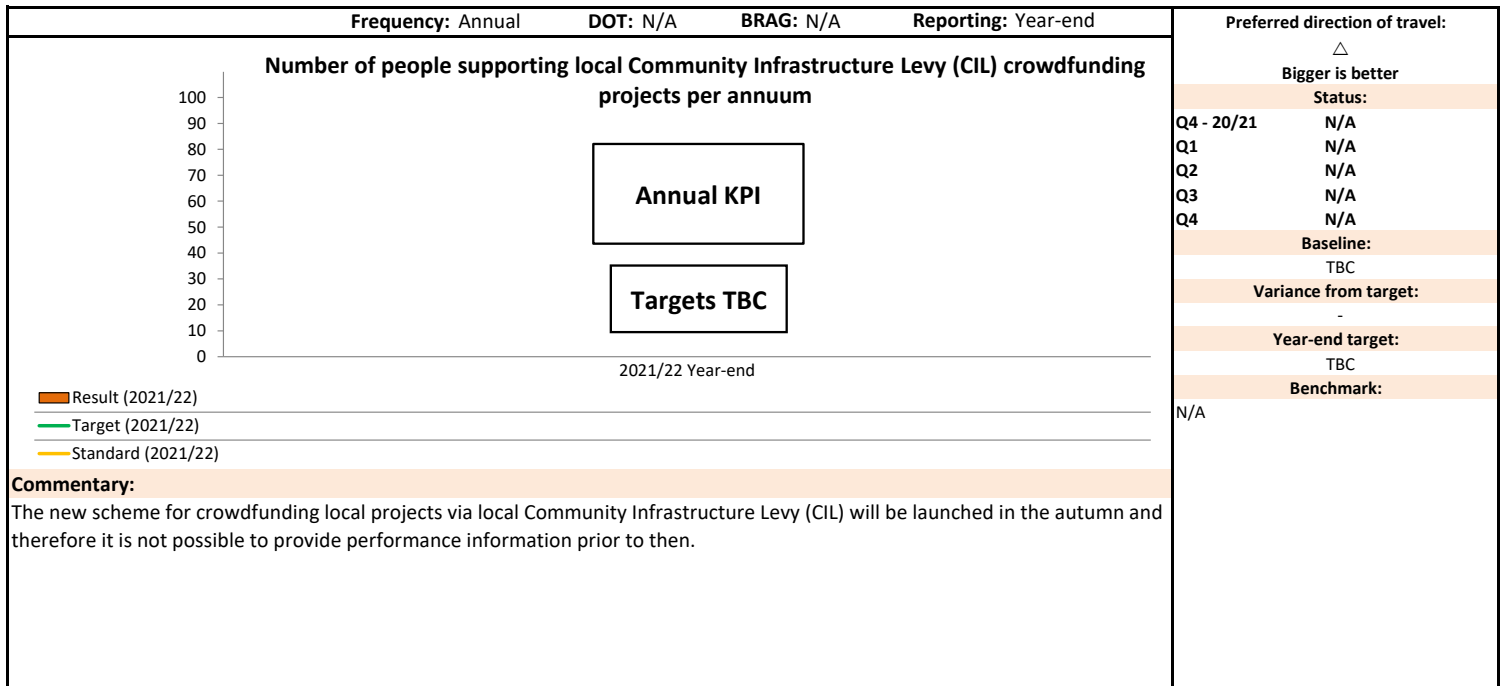 Frequency: Annual DOT: N/A BRAG: N/A Reporting: Year-end
Number of people supporting local Community Infrastructure Levy (CIL) crowdfunding
projects per annuum
100
90
80
70
60
50
40
30
20
10
0
Annual KPI
Targets TBC
2021/22 Year-end
Result (2021/22)
Target (2021/22)
Standard (2021/22)
Commentary:
The new scheme for crowdfunding local projects via local Community Infrastructure Levy (CIL) will be launched in the autumn and
therefore it is not possible to provide performance information prior to then.
Preferred direction of travel:
△
Bigger is better
Status:
Q4 - 20/21 N/A
Q1 N/A
Q2 N/A
Q3 N/A
Q4 N/A
Baseline:
TBC
Variance from target:
-
Year-end target:
TBC
Benchmark:
N/A